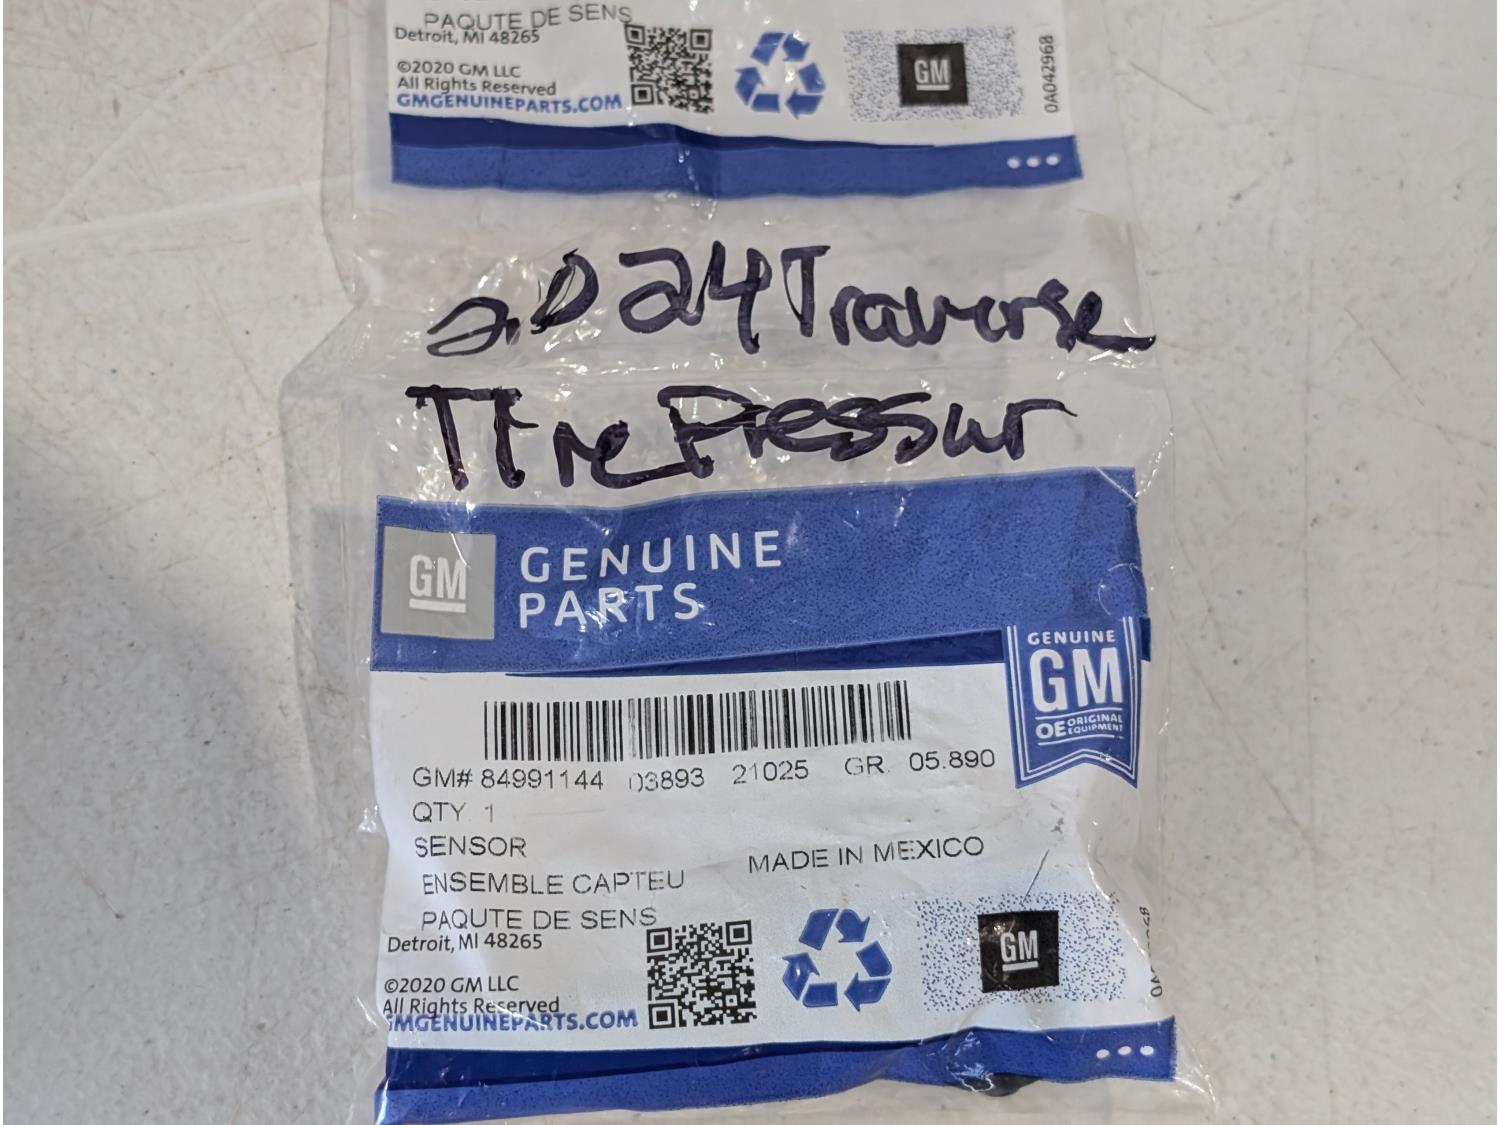 PAQUTE DE SENS
Detroit, MI 48265
©2020 GM LLC
All Rights Reserved
GMGENUINEPARTS.COM
GM
0A042968
2024 Traverse
TIre Pressur
GM
GENUINE
PARTS
GENUINE
GM
OE ORIGINAL
EQUIPMENT
GM# 84991144 03893 21025 GR. 05.890
QTY. 1
SENSOR
MADE IN MEXICO
ENSEMBLE CAPTEU
PAQUTE DE SENS
Detroit, MI 48265
©2020 GM LLC
All Rights Reserved
GMGENUINEPARTS.COM
GM